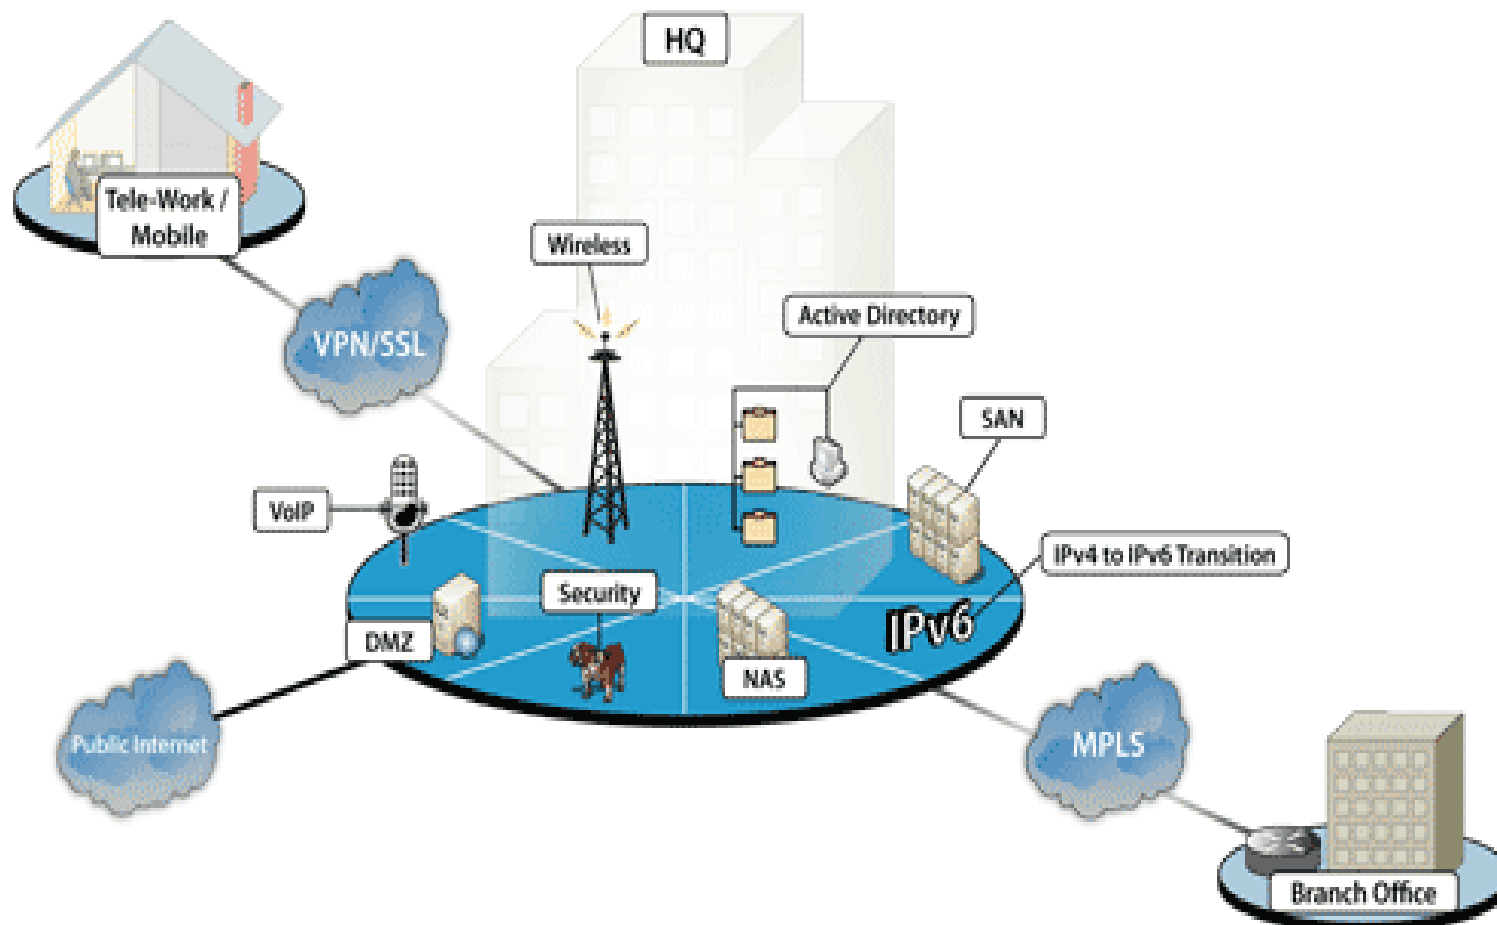 HQ
Tele-Work /
Mobile
Wireless
Active Directory
VPN/SSL
SAN
VoIP
IPv4 to IPv6 Transition
Security
IPv6
DMZ
NAS
Public Internet
MPLS
Branch Office